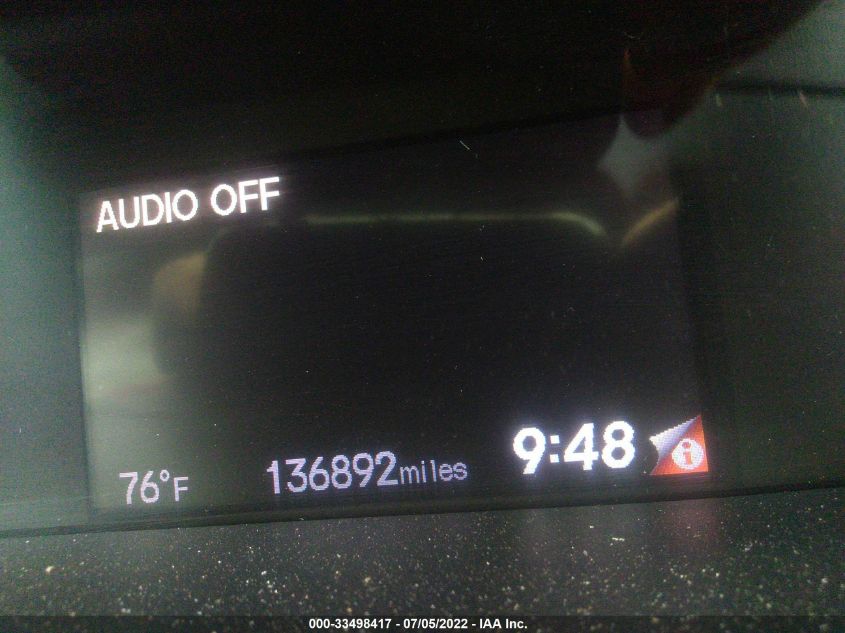 AUDIO OFF
76°F 136892miles 9:48 i
000-33498417 - 07/05/2022 - IAA Inc.